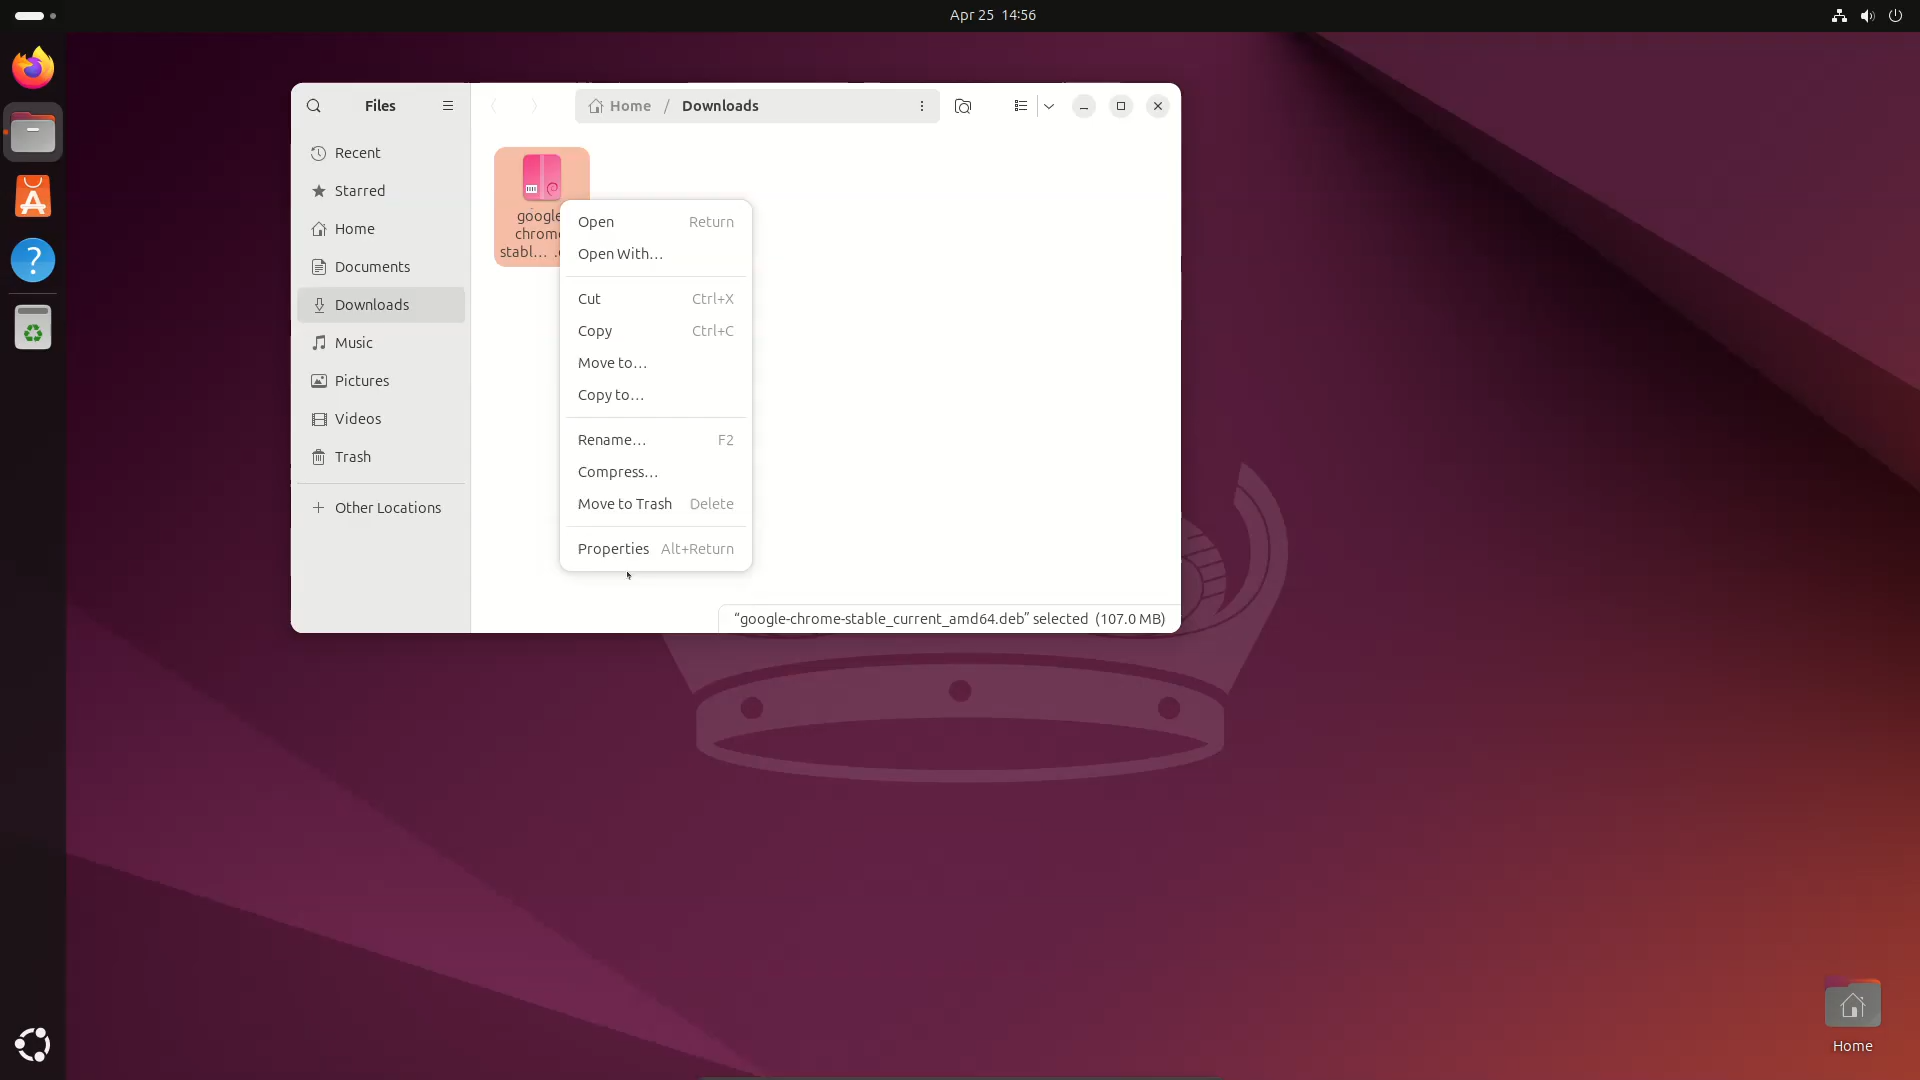 Apr 25 14:56
Files
Home / Downloads
Recent
Starred
Home
Documents
Downloads
Music
Pictures
Videos
Trash
Other Locations
google
chrom
stabl…
Open Return
Open With…
Cut Ctrl+X
Copy Ctrl+C
Move to…
Copy to…
Rename… F2
Compress…
Move to Trash Delete
Properties Alt+Return
“google-chrome-stable_current_amd64.deb” selected (107.0 MB)
Home